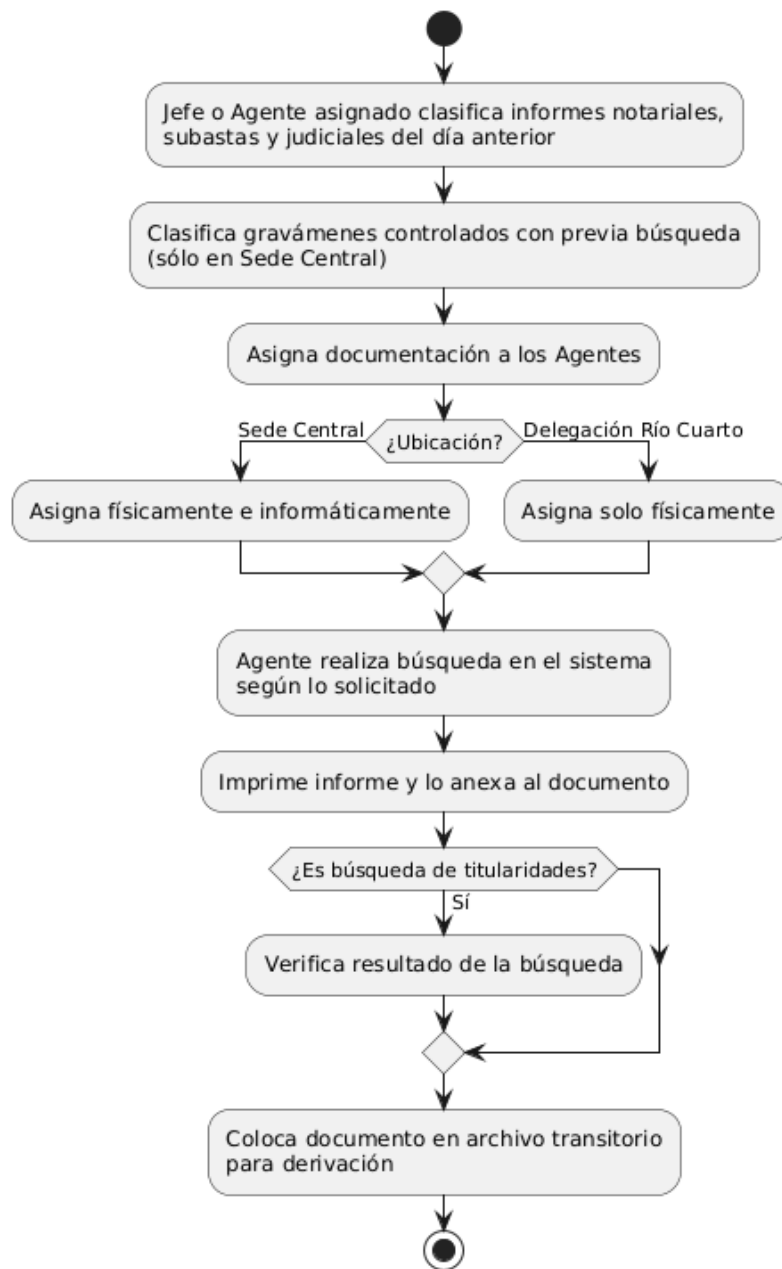 Jefe o Agente asignado clasifica informes notariales,
subastas y judiciales del día anterior
Clasifica gravámenes controlados con previa búsqueda
(sólo en Sede Central)
Asigna documentación a los Agentes
¿Ubicación?
Sede Central
Delegación Río Cuarto
Asigna físicamente e informáticamente
Asigna solo físicamente
Agente realiza búsqueda en el sistema
según lo solicitado
Imprime informe y lo anexa al documento
¿Es búsqueda de titularidades?
Sí
Verifica resultado de la búsqueda
Coloca documento en archivo transitorio
para derivación